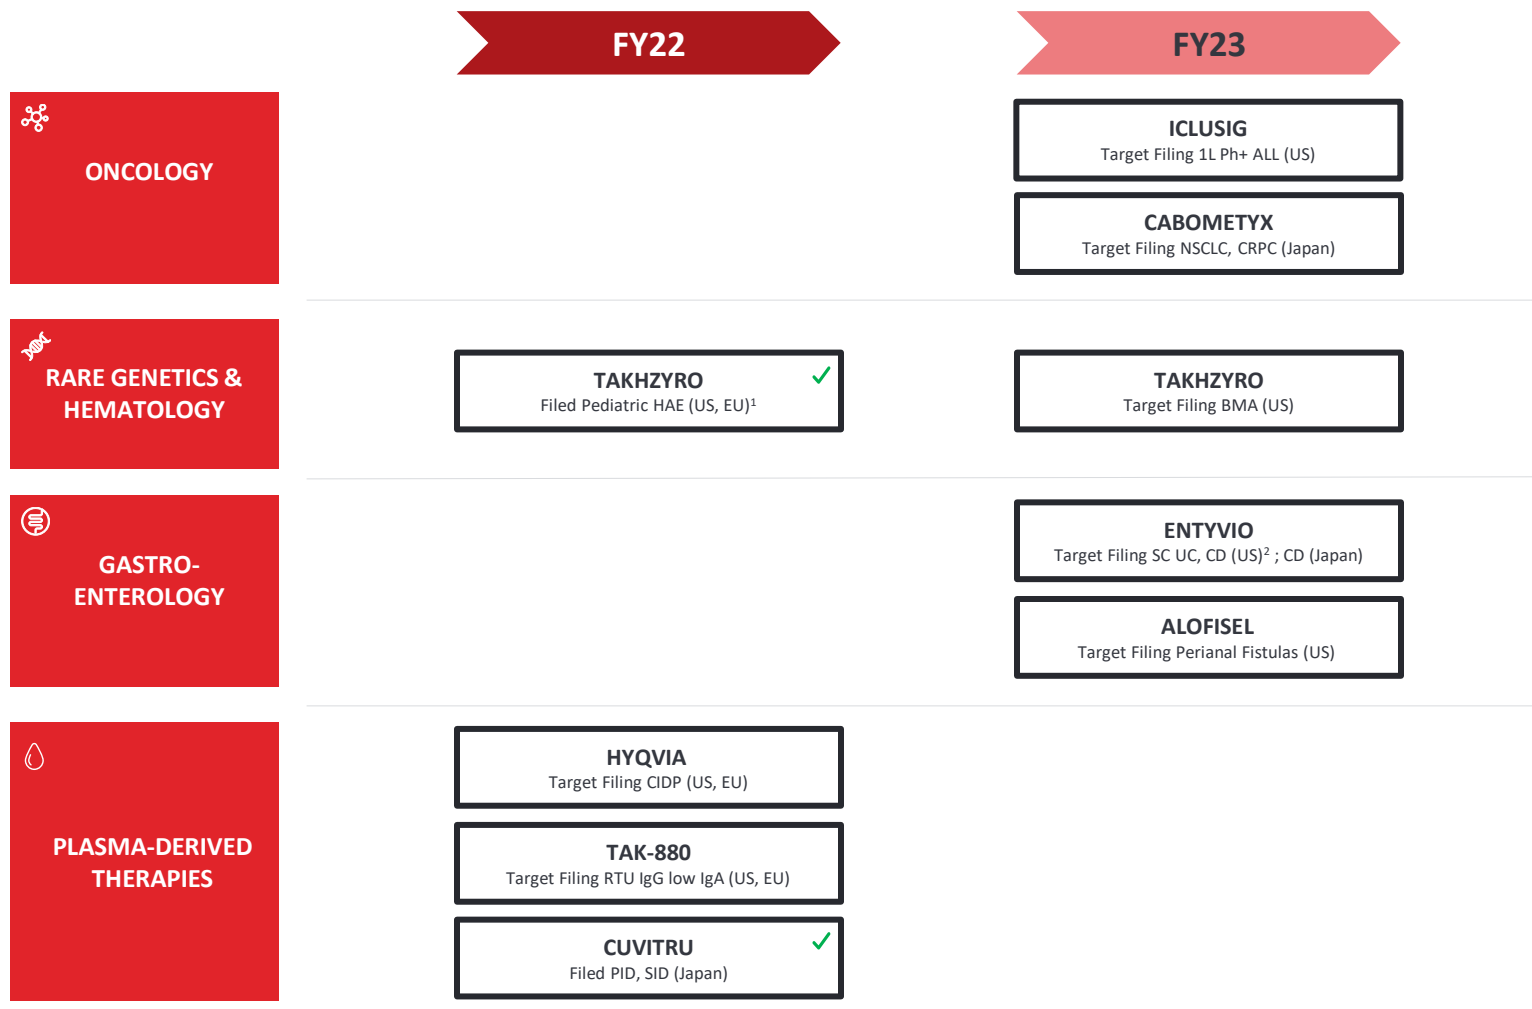 FY22
FY23
ONCOLOGY
ICLUSIG
Target Filing 1L Ph+ ALL (US)
CABOMETYX
Target Filing NSCLC, CRPC (Japan)
RARE GENETICS &
HEMATOLOGY
TAKHZYRO
Filed Pediatric HAE (US, EU)¹
TAKHZYRO
Target Filing BMA (US)
GASTRO-
ENTEROLOGY
ENTYVIO
Target Filing SC UC, CD (US)² ; CD (Japan)
ALOFISEL
Target Filing Perianal Fistulas (US)
PLASMA-DERIVED
THERAPIES
HYQVIA
Target Filing CIDP (US, EU)
TAK-880
Target Filing RTU IgG low IgA (US, EU)
CUVITRU
Filed PID, SID (Japan)